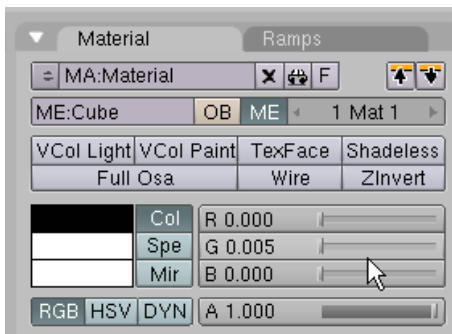 Material Ramps
MA:Material F
ME:Cube OB ME 1 Mat 1
VCol Light VCol Paint TexFace Shadeless
Full Osa Wire ZInvert
Col R 0.000
Spe G 0.005
Mir B 0.000
RGB HSV DYN A 1.000